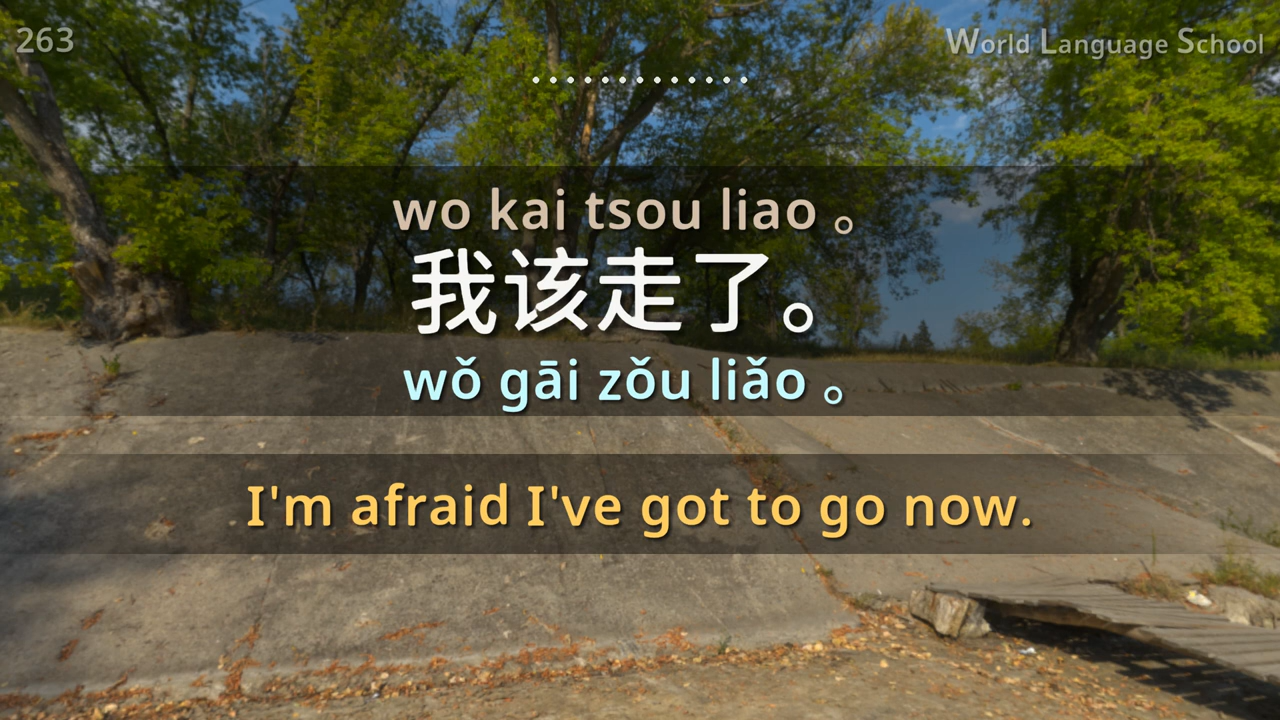 263
World Language School
wo kai tsou liao 。
我该走了。
wǒ gāi zǒu liǎo 。
I'm afraid I've got to go now.